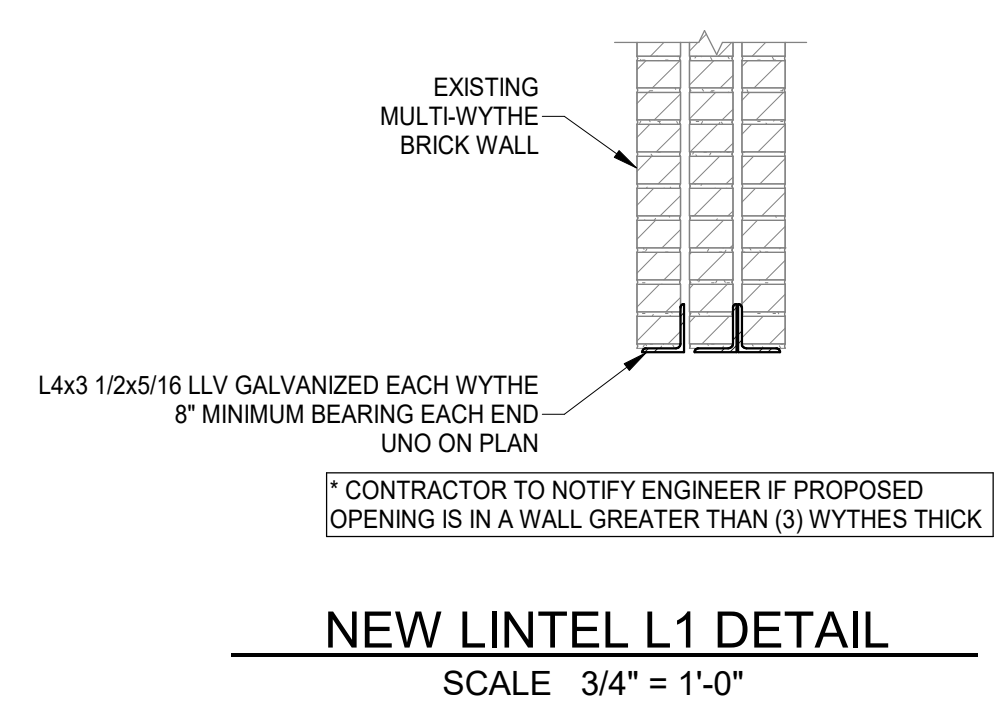 EXISTING
MULTI-WYTHE
BRICK WALL
L4x3 1/2x5/16 LLV GALVANIZED EACH WYTHE
8" MINIMUM BEARING EACH END
UNO ON PLAN
* CONTRACTOR TO NOTIFY ENGINEER IF PROPOSED
OPENING IS IN A WALL GREATER THAN (3) WYTHES THICK
NEW LINTEL L1 DETAIL
SCALE 3/4" = 1'-0"